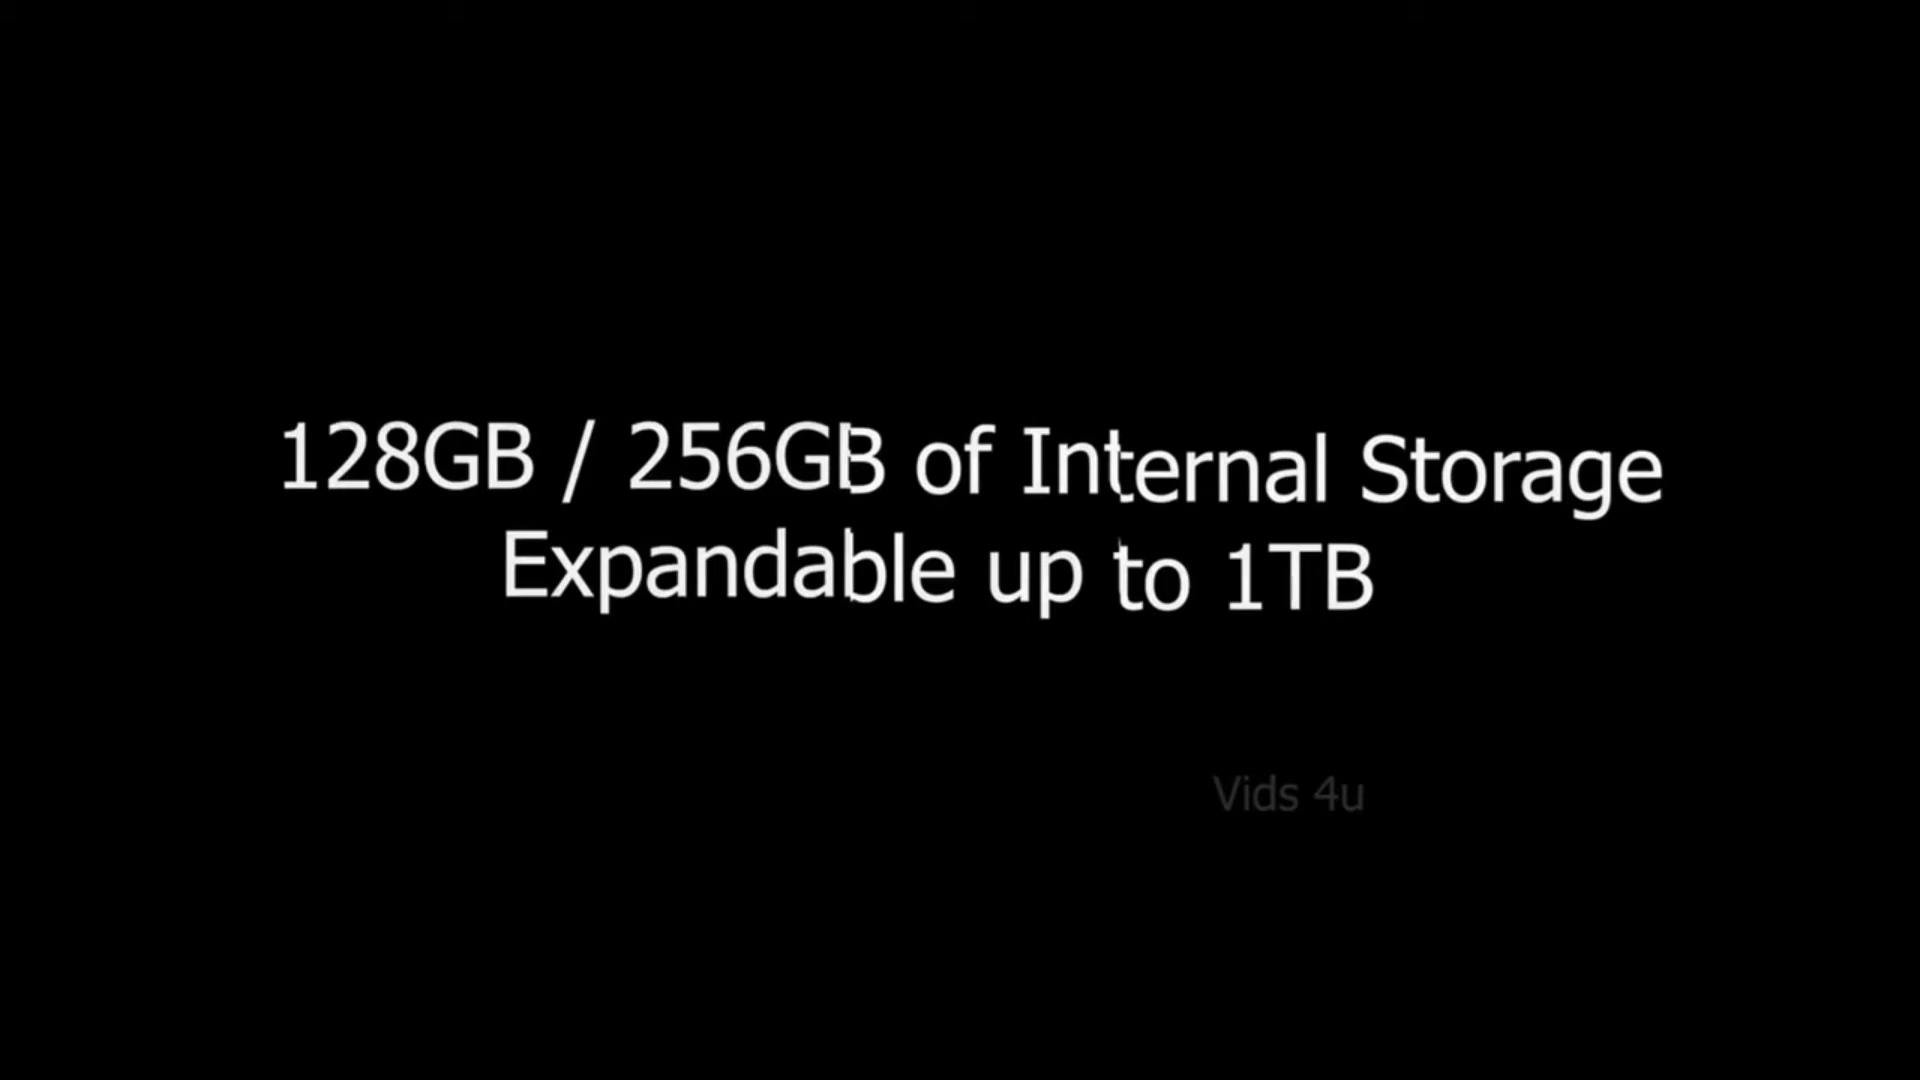 128GB / 256GB of Internal Storage
Expandable up to 1TB
Vids 4u